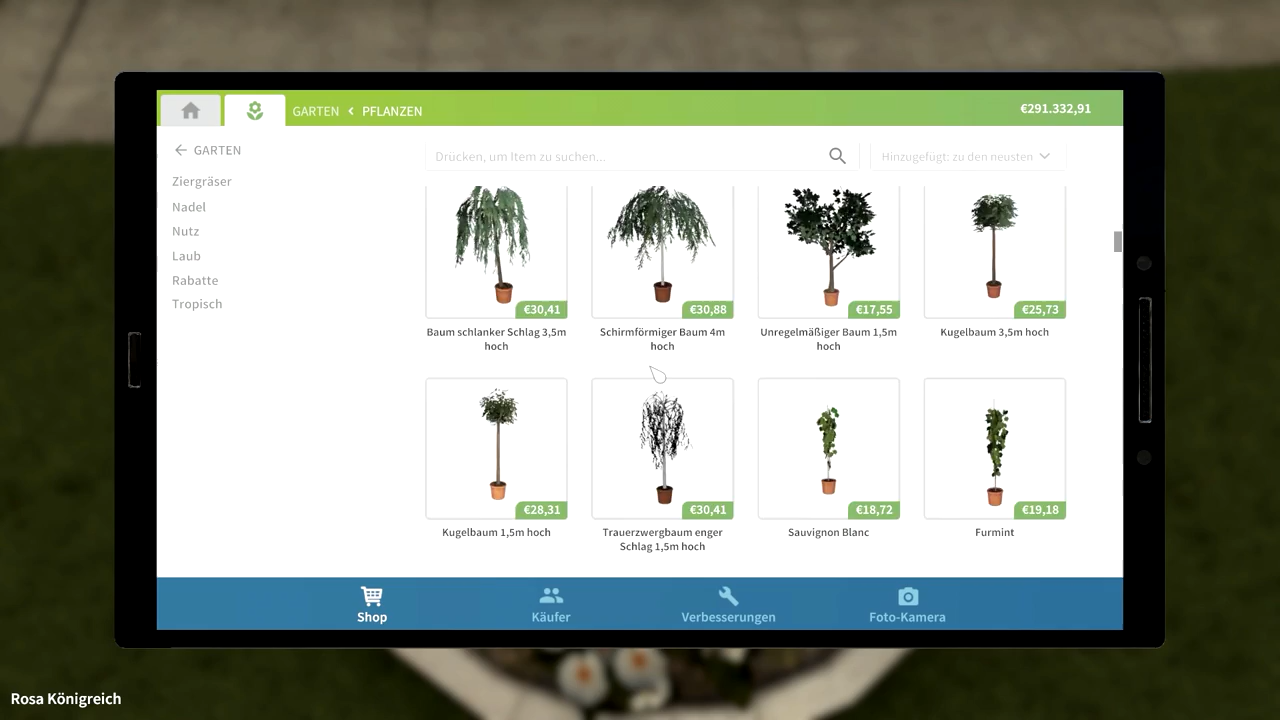 GARTEN < PFLANZEN
€291.332,91
← GARTEN
Drücken, um Item zu suchen...
Hinzugefügt: zu den neusten
Ziergräser
Nadel
Nutz
Laub
Rabatte
Tropisch
€30,41
€30,88
€17,55
€25,73
Baum schlanker Schlag 3,5m
hoch
Schirmförmiger Baum 4m
hoch
Unregelmäßiger Baum 1,5m
hoch
Kugelbaum 3,5m hoch
€28,31
€30,41
€18,72
€19,18
Kugelbaum 1,5m hoch
Trauerzwergbaum enger
Schlag 1,5m hoch
Sauvignon Blanc
Furmint
Shop
Käufer
Verbesserungen
Foto-Kamera
Rosa Königreich